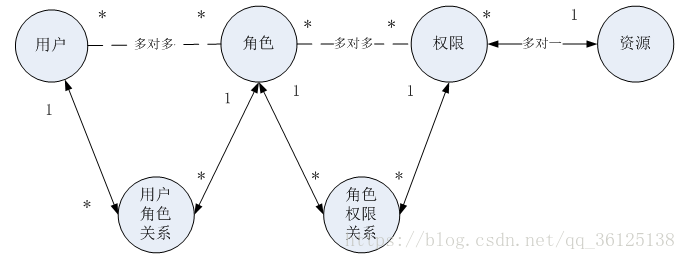 * * * * * 1
用户 多对多 角色 多对多 权限 多对一 资源
1 1 1 1
* * * *
用户
角色
关系
角色
权限
关系
https://blog.csdn.net/qq_36125138